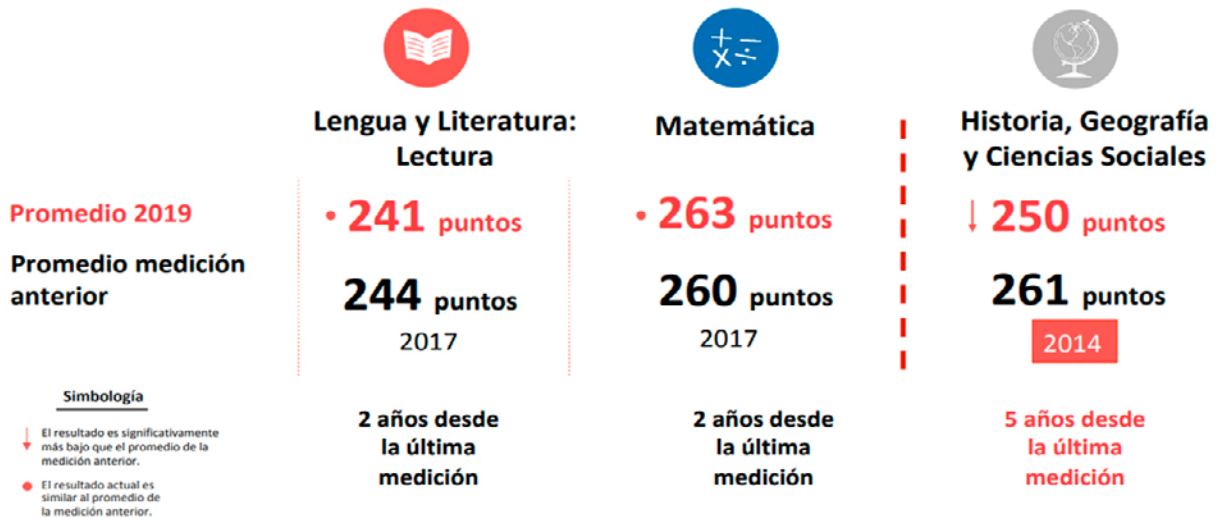 Lengua y Literatura:
Lectura
Matemática
Historia, Geografía
y Ciencias Sociales
Promedio 2019
• 241 puntos
• 263 puntos
↓ 250 puntos
Promedio medición
anterior
244 puntos
260 puntos
261 puntos
2017
2017
2014
Simbología
↓ El resultado es significativamente
más bajo que el promedio de la
medición anterior.
● El resultado actual es
similar al promedio de
la medición anterior.
2 años desde
la última
medición
2 años desde
la última
medición
5 años desde
la última
medición